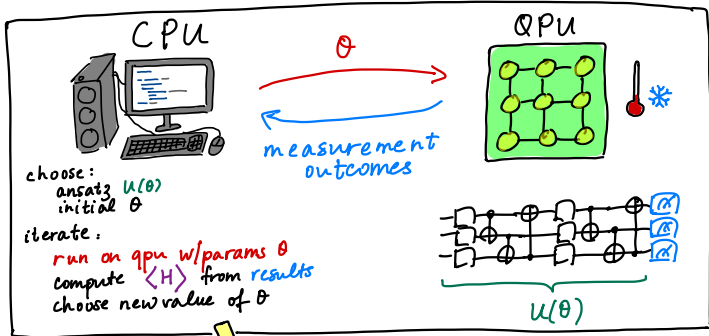 CPU
θ
QPU
measurement
outcomes
choose:
ansatz U(θ)
initial θ
iterate:
run on qpu w/params θ
compute ⟨H⟩ from results
choose new value of θ
U(θ)